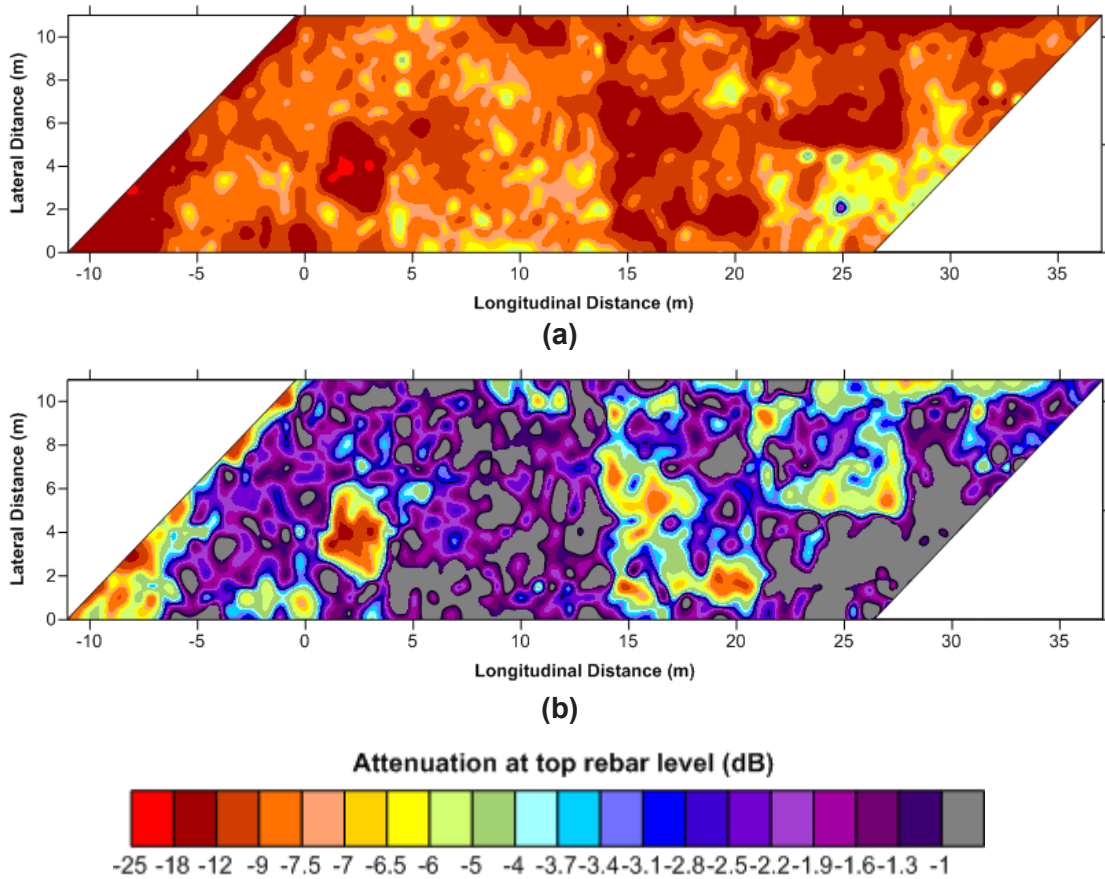 10
8
6
4
2
0
Lateral Ditance (m)
-10 -5 0 5 10 15 20 25 30 35
Longitudinal Distance (m)
(a)
10
8
6
4
2
0
Lateral Distance (m)
-10 -5 0 5 10 15 20 25 30 35
Longitudinal Distance (m)
(b)
Attenuation at top rebar level (dB)
-25 -18 -12 -9 -7.5 -7 -6.5 -6 -5 -4 -3.7 -3.4 -3.1 -2.8 -2.5 -2.2 -1.9 -1.6 -1.3 -1